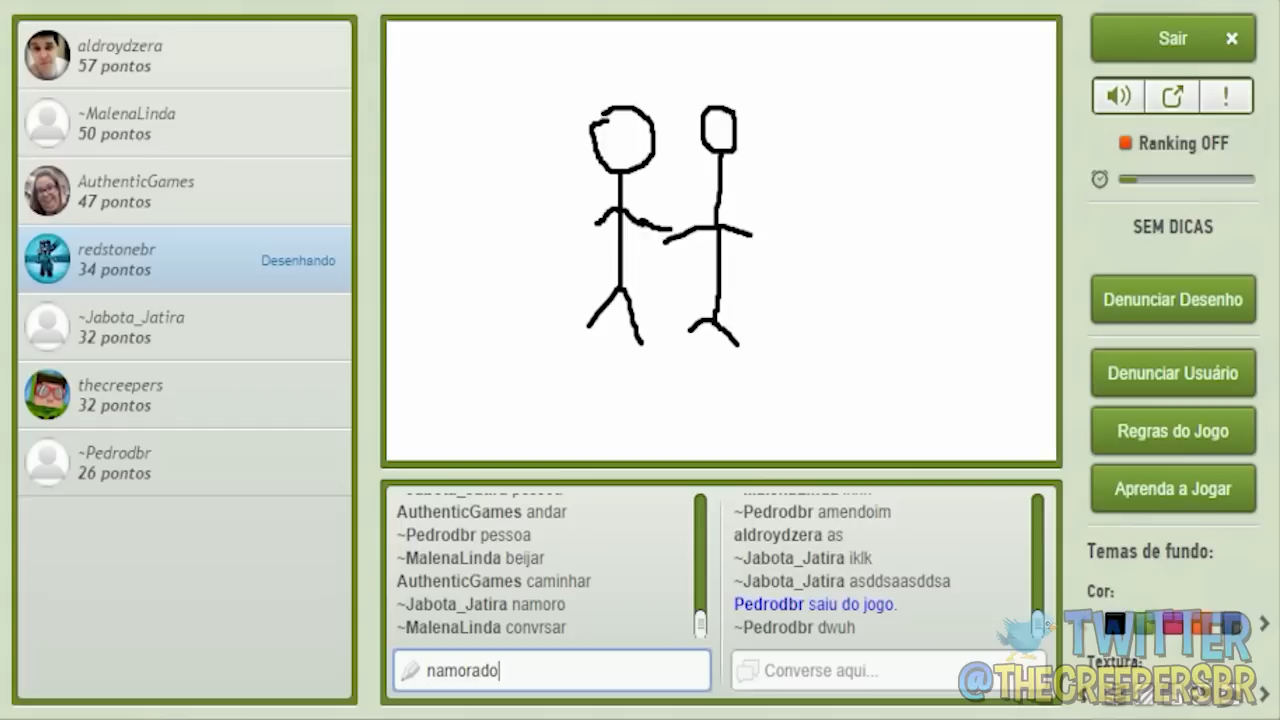 aldroydzera
57 pontos
~MalenaLinda
50 pontos
AuthenticGames
47 pontos
redstonebr
34 pontos
Desenhando
~Jabota_Jatira
32 pontos
thecreepers
32 pontos
~Pedrodbr
26 pontos
~Jabota_Jatira pessoa
AuthenticGames andar
~Pedrodbr pessoa
~MalenaLinda beijar
AuthenticGames caminhar
~Jabota_Jatira namoro
~MalenaLinda convrsar
namorado
~Pedrodbr amendoim
aldroydzera as
~Jabota_Jatira iklk
~Jabota_Jatira asddsaasddsa
Pedrodbr saiu do jogo.
~Pedrodbr dwuh
Converse aqui...
Sair ×
!
Ranking OFF
SEM DICAS
Denunciar Desenho
Denunciar Usuário
Regras do Jogo
Aprenda a Jogar
Temas de fundo:
Cor:
TWITTER
Textura:
@THECREEPERSBR